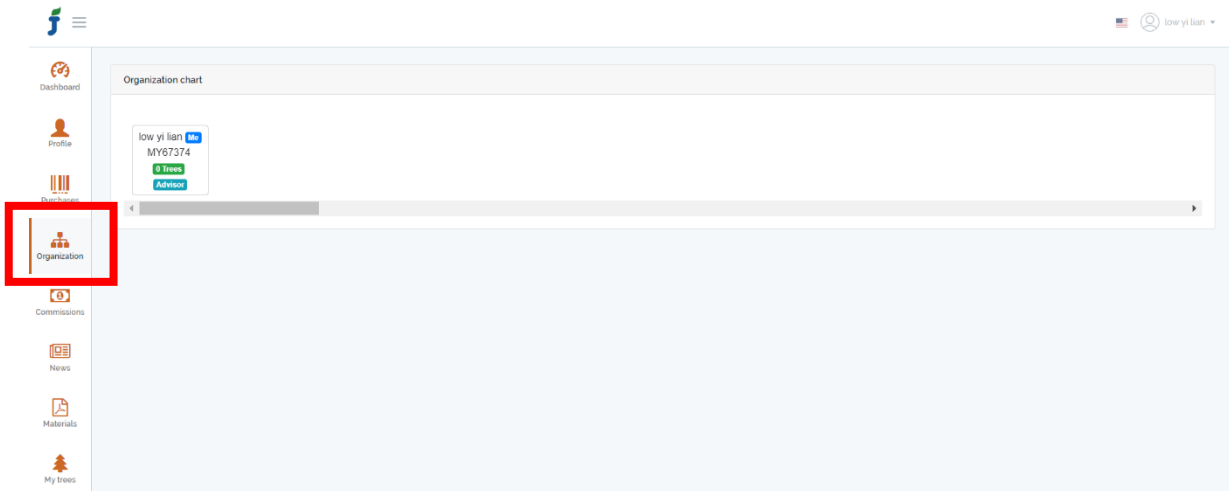 low yi lian
Dashboard
Profile
Purchases
Organization
Commissions
News
Materials
My trees
Organization chart
low yi lian Me
MY67374
0 Trees
Advisor